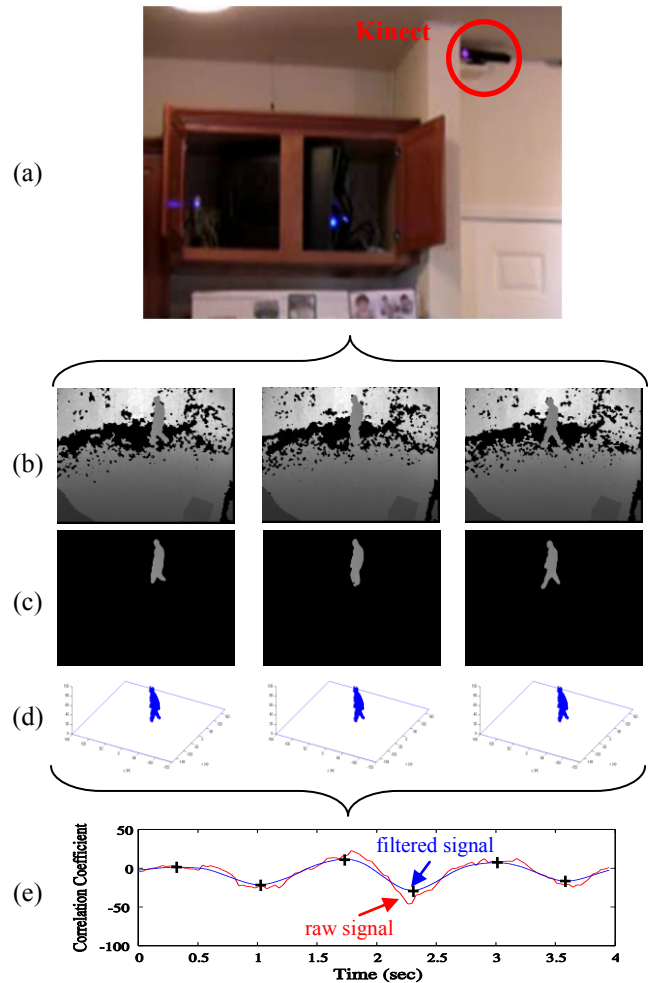 Kinect
(a)
(b)
(c)
(d)
(e)
Correlation Coefficient
50
0
-50
-100
filtered signal
raw signal
0 0.5 1 1.5 2 2.5 3 3.5 4
Time (sec)